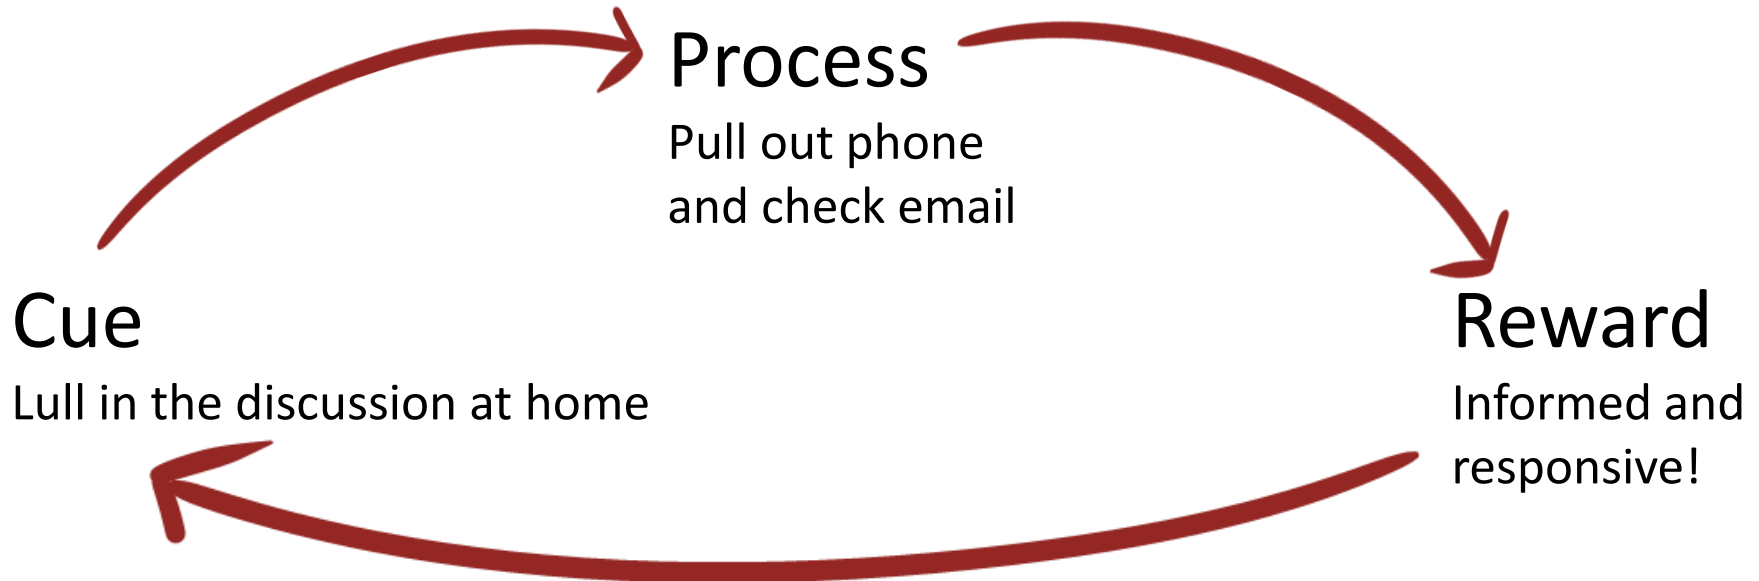 Process
Pull out phone
and check email
Cue
Lull in the discussion at home
Reward
Informed and
responsive!